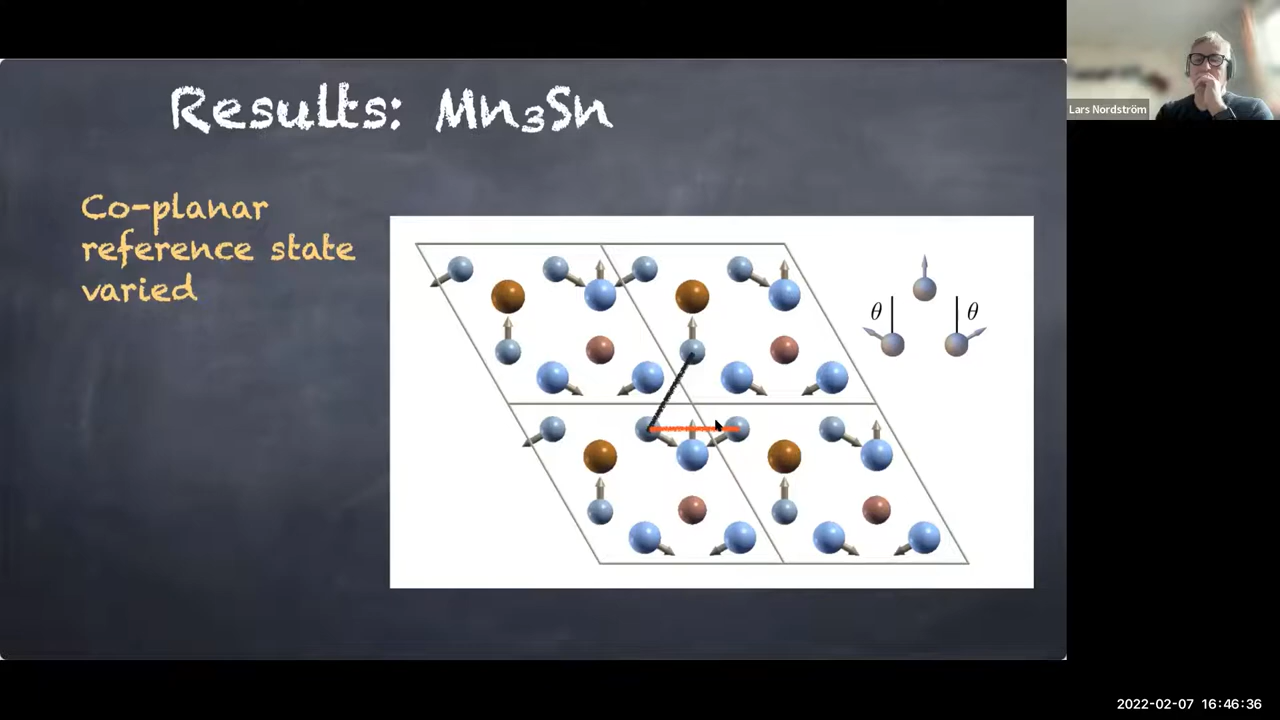 Results: Mn₃Sn
Lars Nordström
Co-planar
reference state
varied
θ θ
2022-02-07 16:46:36